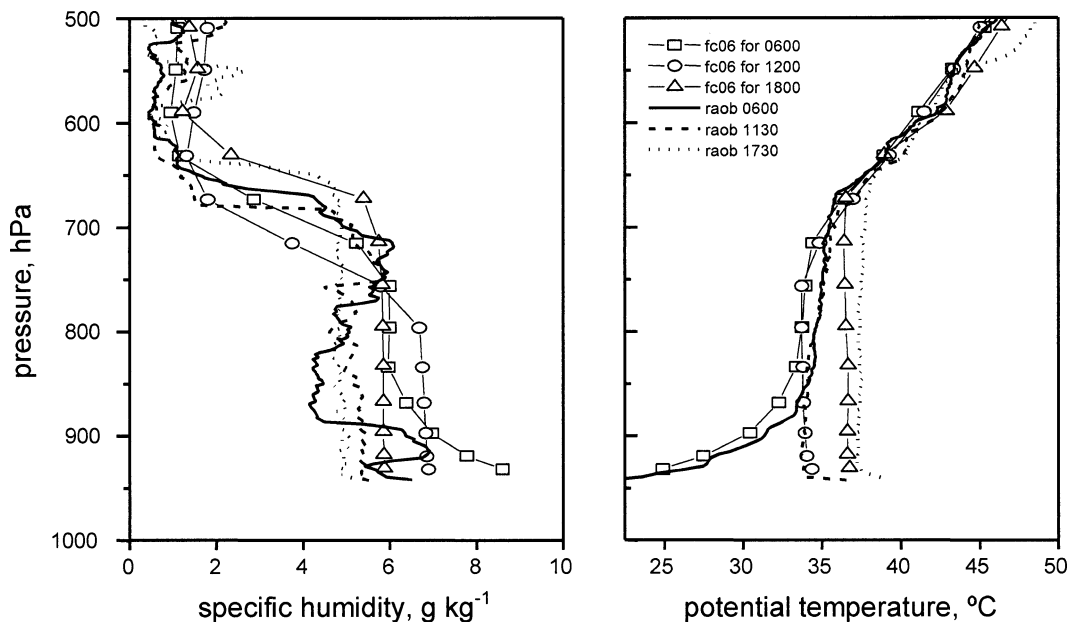 500
600
700
800
900
1000
pressure, hPa
0
2
4
6
8
10
specific humidity, g kg⁻¹
fc06 for 0600
fc06 for 1200
fc06 for 1800
raob 0600
raob 1130
raob 1730
25
30
35
40
45
50
potential temperature, ºC